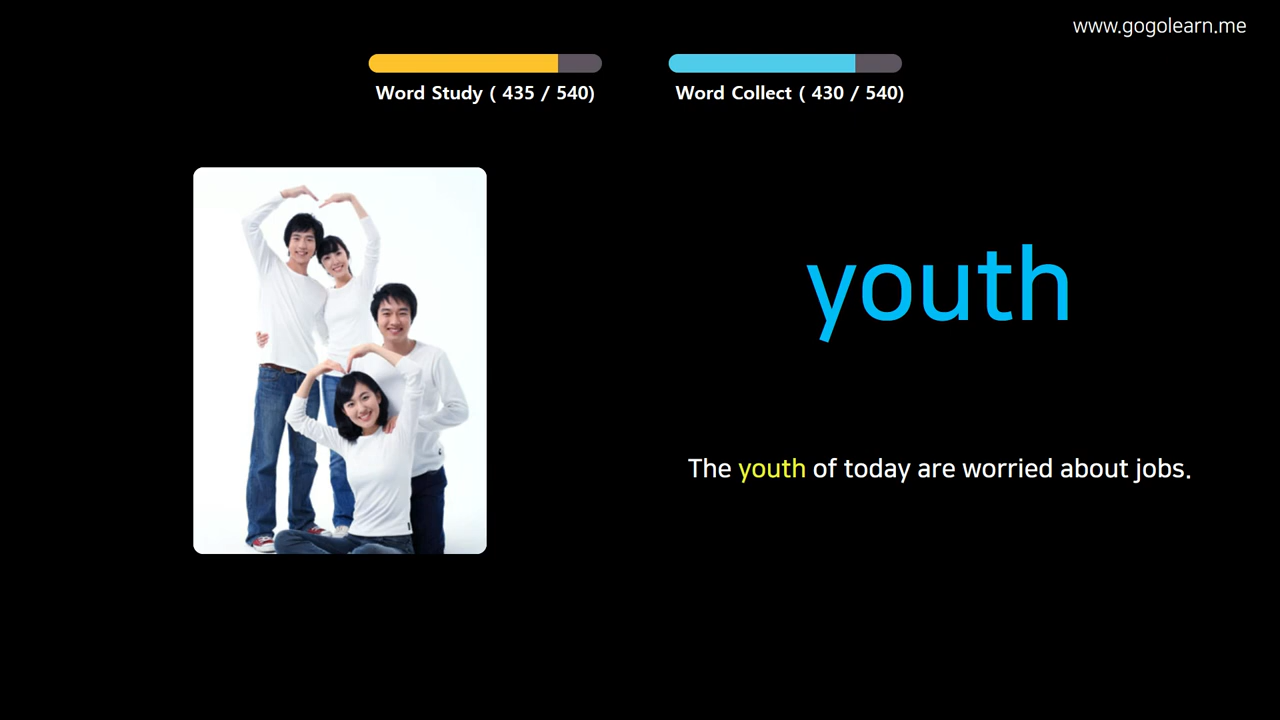 www.gogolearn.me
Word Study ( 435 / 540)
Word Collect ( 430 / 540)
youth
The youth of today are worried about jobs.